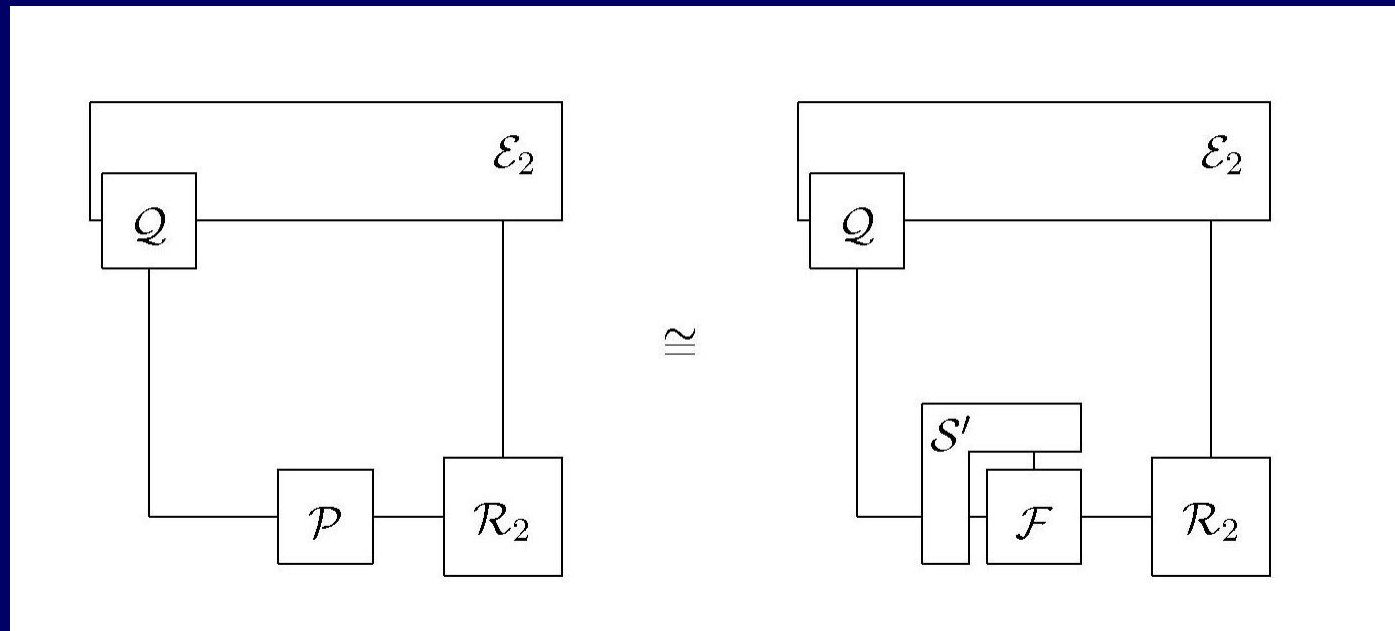 ℰ₂ ℰ₂
𝒬 𝒬
≅
𝒮′
𝒫 ℛ₂ ℱ ℛ₂